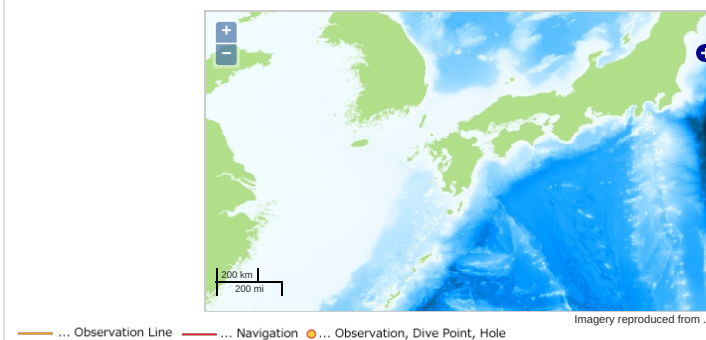 +
−
200 km
200 mi
Imagery reproduced from .
... Observation Line ... Navigation ... Observation, Dive Point, Hole